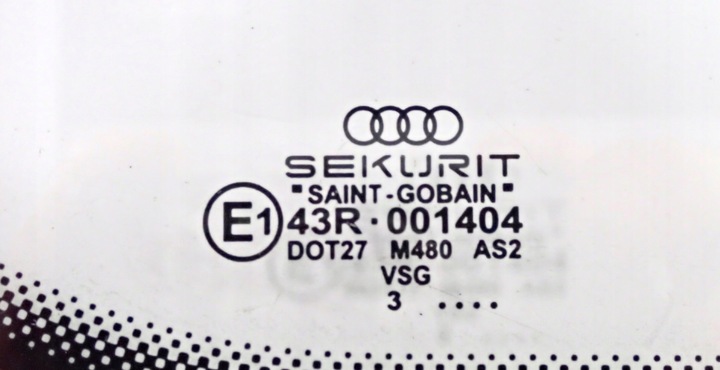 SEKURIT
"SAINT-GOBAIN"
E1 43R·001404
DOT27 M480 AS2
VSG
3 ....